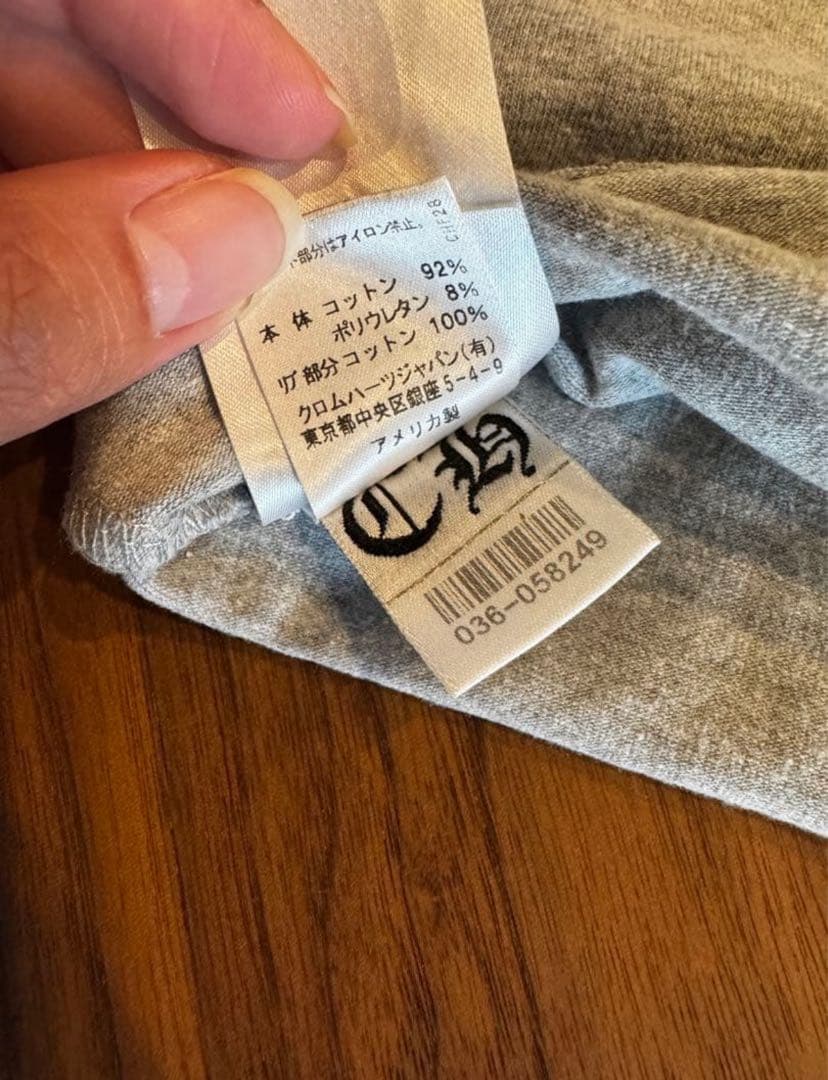 部分はアイロン禁止。
CHF28
本体 コットン 92%
ポリウレタン 8%
リブ部分コットン 100%
クロムハーツジャパン(有)
東京都中央区銀座5-4-9
アメリカ製
CH
036-058249